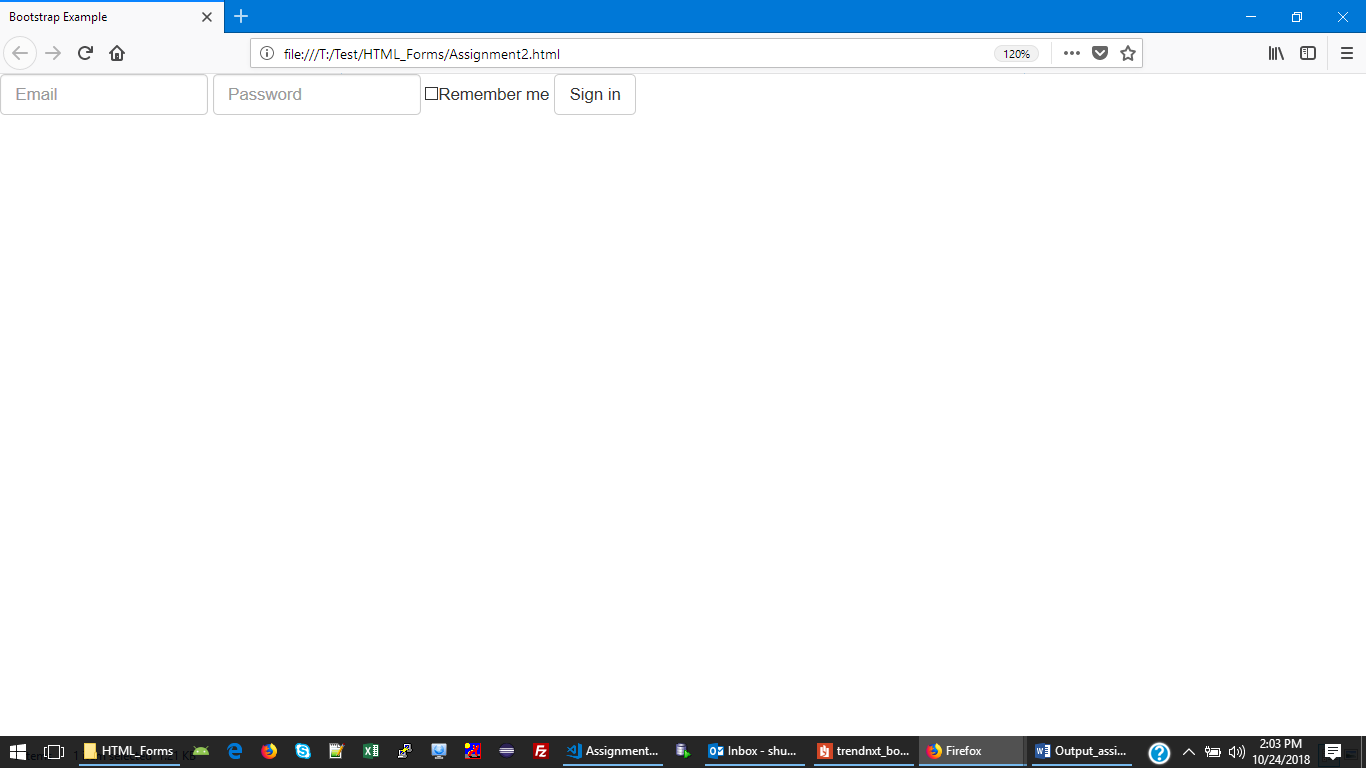 Bootstrap Example
file:///T:/Test/HTML_Forms/Assignment2.html 120%
Email Password Remember me Sign in
HTML_Forms Assignment... Inbox - shu... trendnxt_bo... Firefox Output_assi... 2:03 PM
10/24/2018